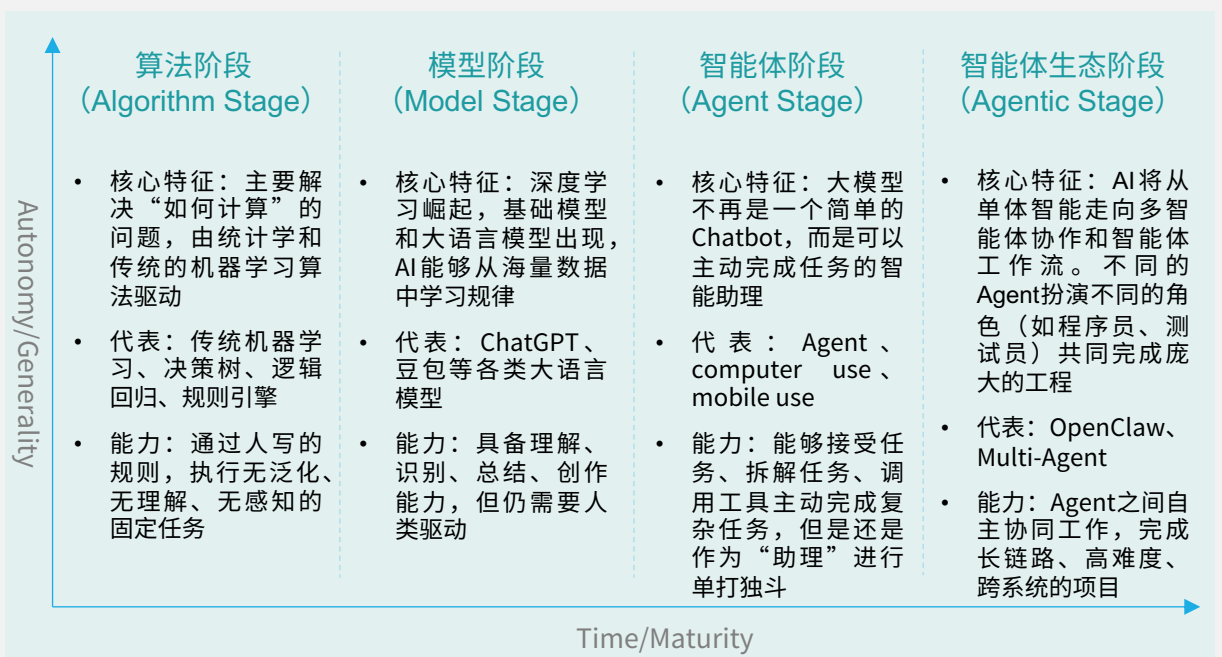 算法阶段
（Algorithm Stage）
• 核心特征：主要解
决“如何计算”的
问题，由统计学和
传统的机器学习算
法驱动
• 代表：传统机器学
习、决策树、逻辑
回归、规则引擎
• 能力：通过人写的
规则，执行无泛化、
无理解、无感知的
固定任务
模型阶段
（Model Stage）
• 核心特征：深度学
习崛起，基础模型
和大语言模型出现，
AI能够从海量数据
中学习规律
• 代表：ChatGPT、
豆包等各类大语言
模型
• 能力：具备理解、
识别、总结、创作
能力，但仍需要人
类驱动
智能体阶段
（Agent Stage）
• 核心特征：大模型
不再是一个简单的
Chatbot，而是可以
主动完成任务的智
能助理
• 代表：Agent、
computer use、
mobile use
• 能力：能够接受任
务、拆解任务、调
用工具主动完成复
杂任务，但是还是
作为“助理”进行
单打独斗
智能体生态阶段
（Agentic Stage）
• 核心特征：AI将从
单体智能走向多智
能体协作和智能体
工作流。不同的
Agent扮演不同的角
色（如程序员、测
试员）共同完成庞
大的工程
• 代表：OpenClaw、
Multi-Agent
• 能力：Agent之间自
主协同工作，完成
长链路、高难度、
跨系统的项目
Autonomy/Generality
Time/Maturity